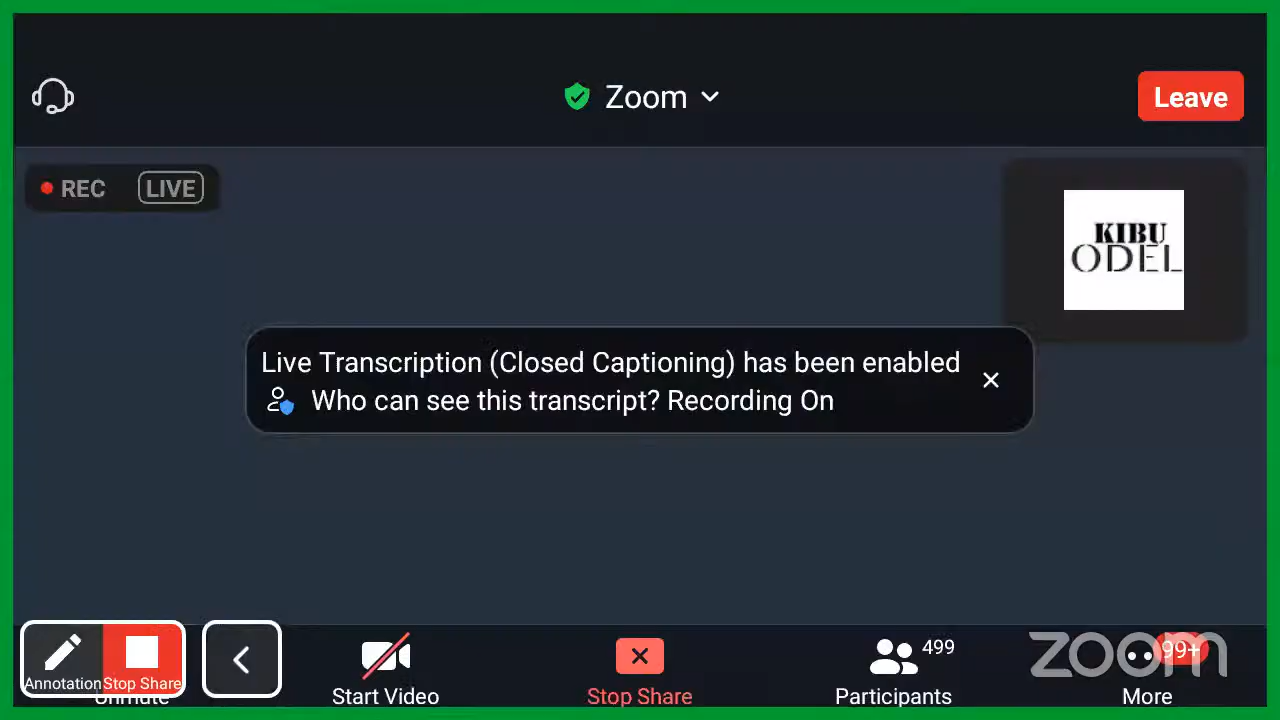 Zoom
Leave
REC
LIVE
KIBU
ODEL
Live Transcription (Closed Captioning) has been enabled
Who can see this transcript? Recording On
Annotation
Stop Share
Unmute
Start Video
Stop Share
499
Participants
99+
More
zoom